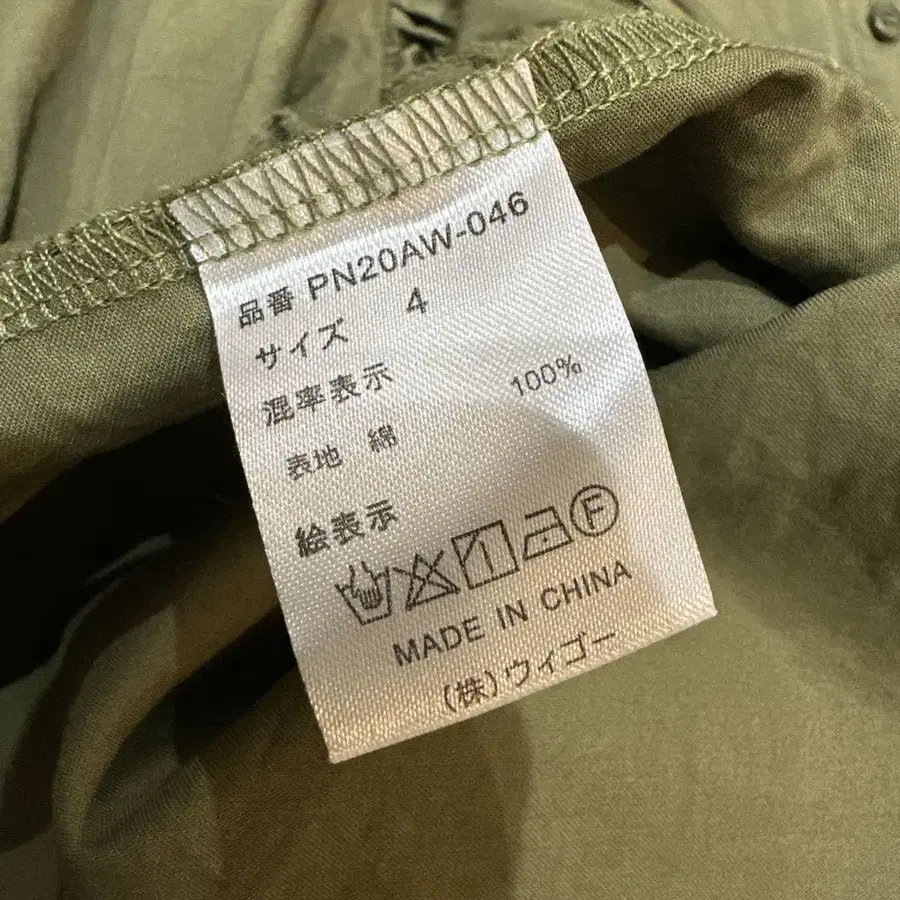 品番 PN20AW-046
サイズ 4
混率表示
表地 綿 100%
絵表示
F
MADE IN CHINA
(株)ウィゴー